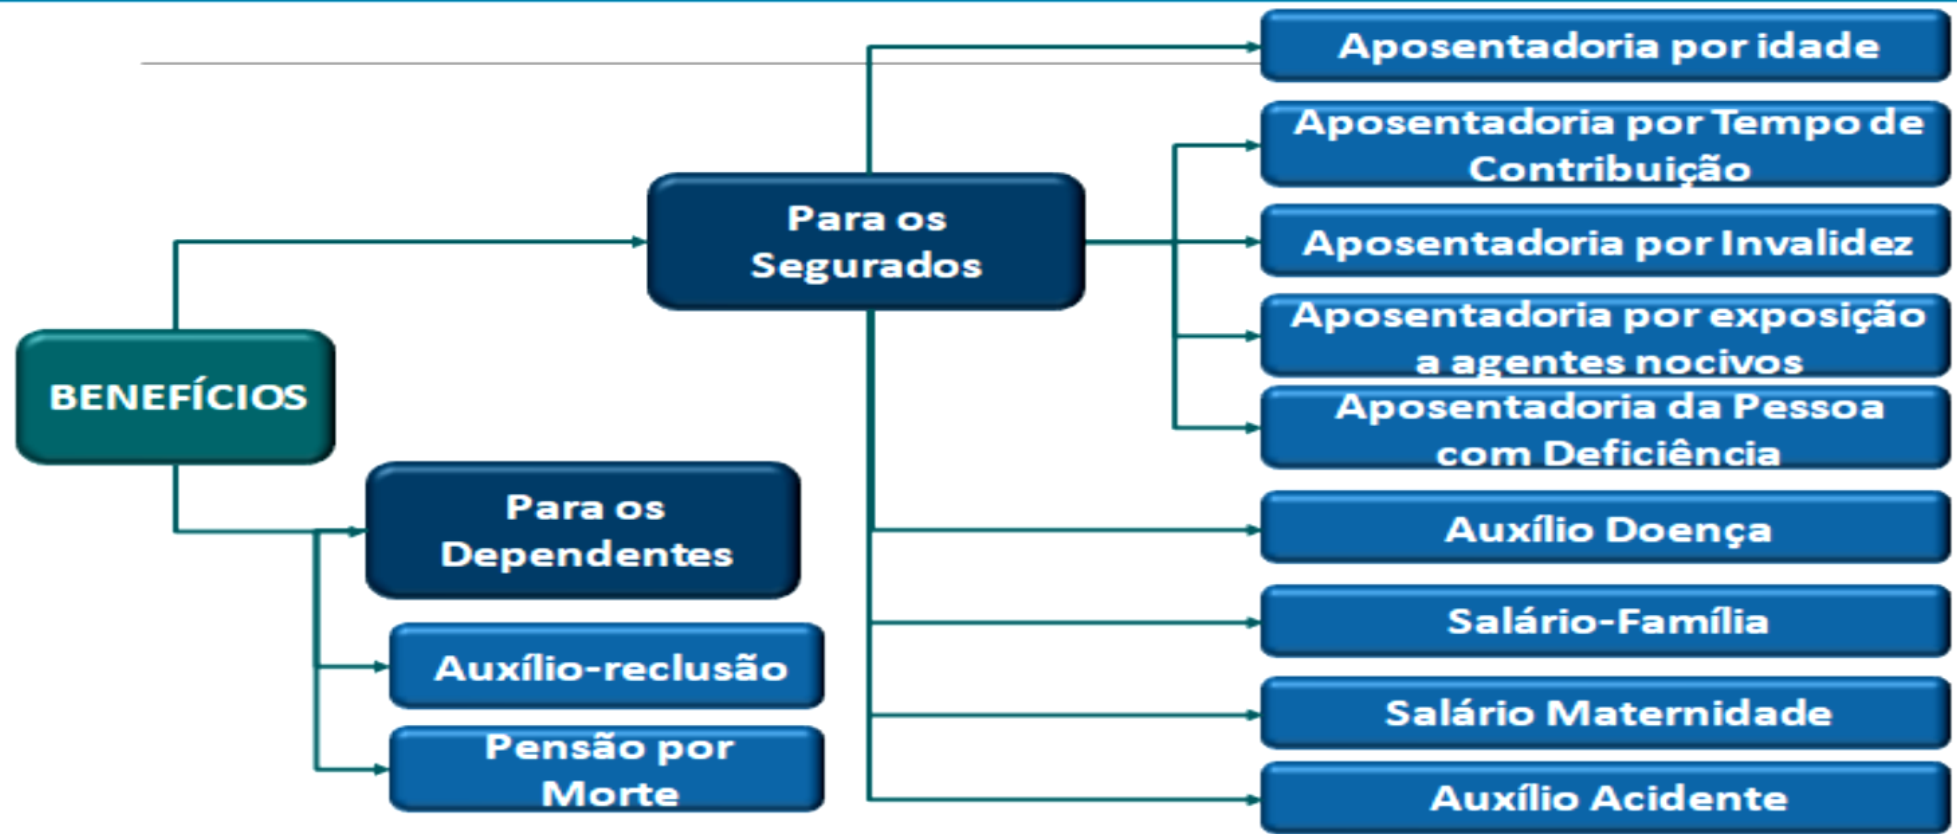 BENEFÍCIOS
Para os
Segurados
Aposentadoria por idade
Aposentadoria por Tempo de
Contribuição
Aposentadoria por Invalidez
Aposentadoria por exposição
a agentes nocivos
Aposentadoria da Pessoa
com Deficiência
Auxílio Doença
Salário-Família
Salário Maternidade
Auxílio Acidente
Para os
Dependentes
Auxílio-reclusão
Pensão por
Morte